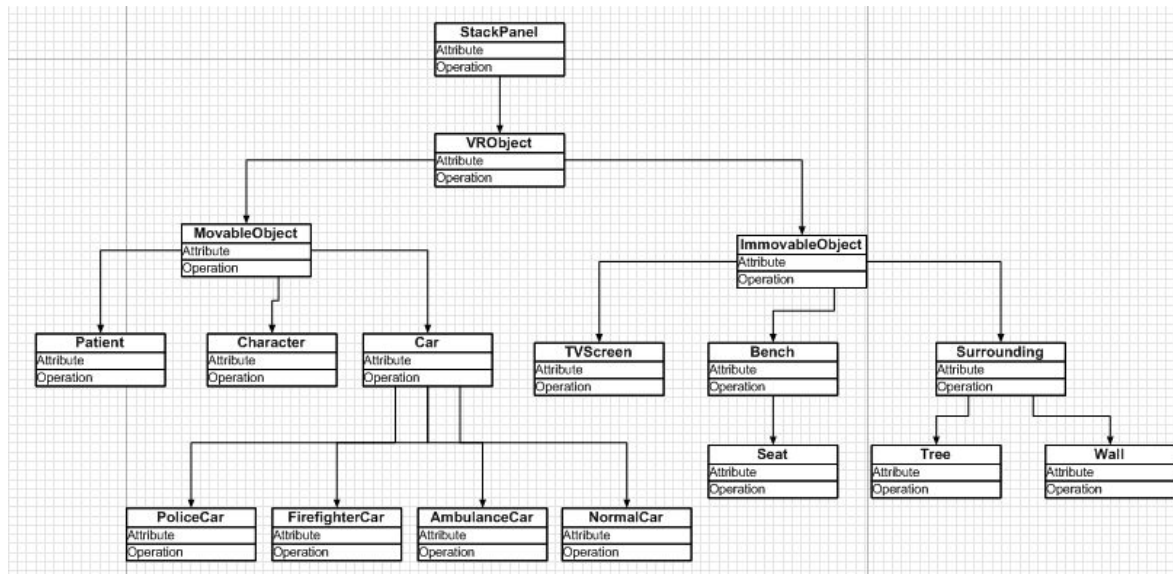 StackPanel
Attribute
Operation
VRObject
Attribute
Operation
MovableObject
Attribute
Operation
ImmovableObject
Attribute
Operation
Patient
Attribute
Operation
Character
Attribute
Operation
Car
Attribute
Operation
TVScreen
Attribute
Operation
Bench
Attribute
Operation
Surrounding
Attribute
Operation
Seat
Attribute
Operation
Tree
Attribute
Operation
Wall
Attribute
Operation
PoliceCar
Attribute
Operation
FirefighterCar
Attribute
Operation
AmbulanceCar
Attribute
Operation
NormalCar
Attribute
Operation